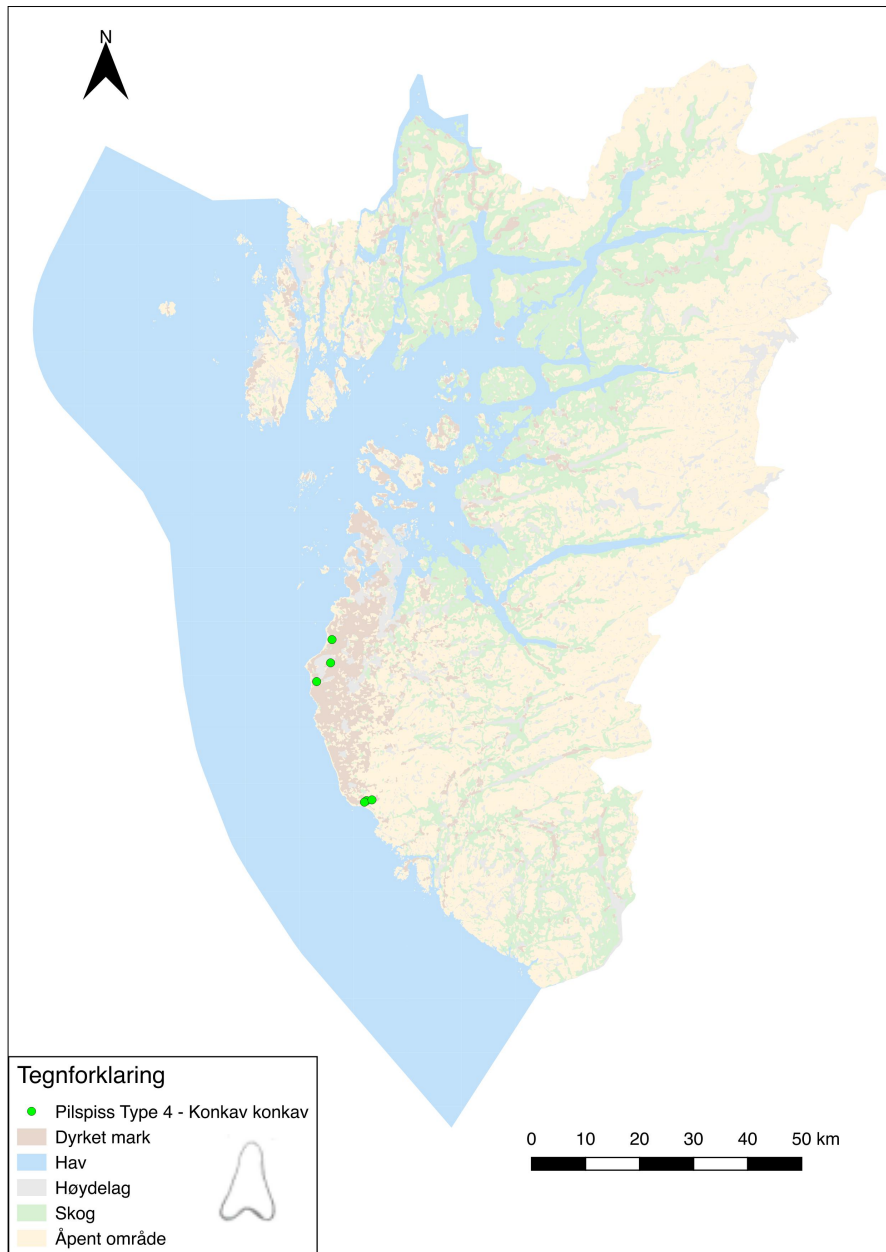 N
Tegnforklaring
Pilspiss Type 4 - Konkav konkav
Dyrket mark
Hav
Høydelag
Skog
Åpent område
0 10 20 30 40 50 km